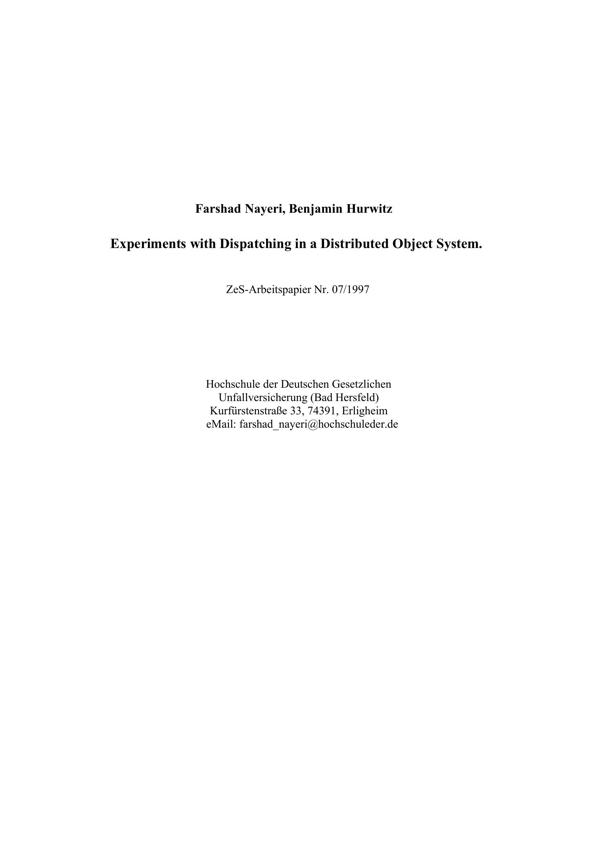 Farshad Nayeri, Benjamin Hurwitz
Experiments with Dispatching in a Distributed Object System.
ZeS-Arbeitspapier Nr. 07/1997
Hochschule der Deutschen Gesetzlichen
Unfallversicherung (Bad Hersfeld)
Kurfürstenstraße 33, 74391, Erligheim
eMail: farshad_nayeri@hochschuleder.de